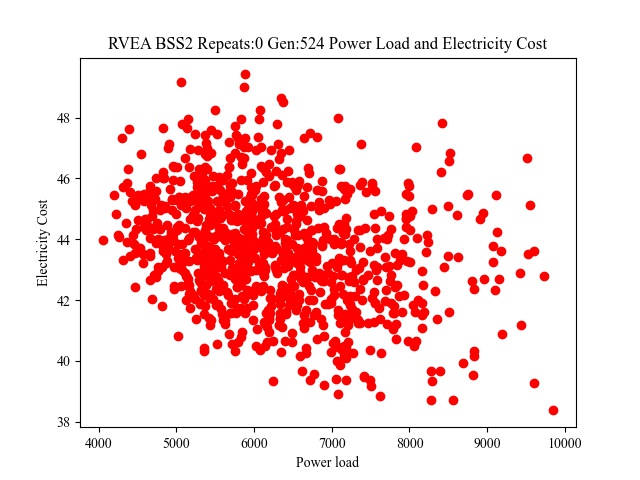 RVEA BSS2 Repeats:0 Gen:524 Power Load and Electricity Cost
48
46
44
42
40
38
Electricity Cost
4000 5000 6000 7000 8000 9000 10000
Power load